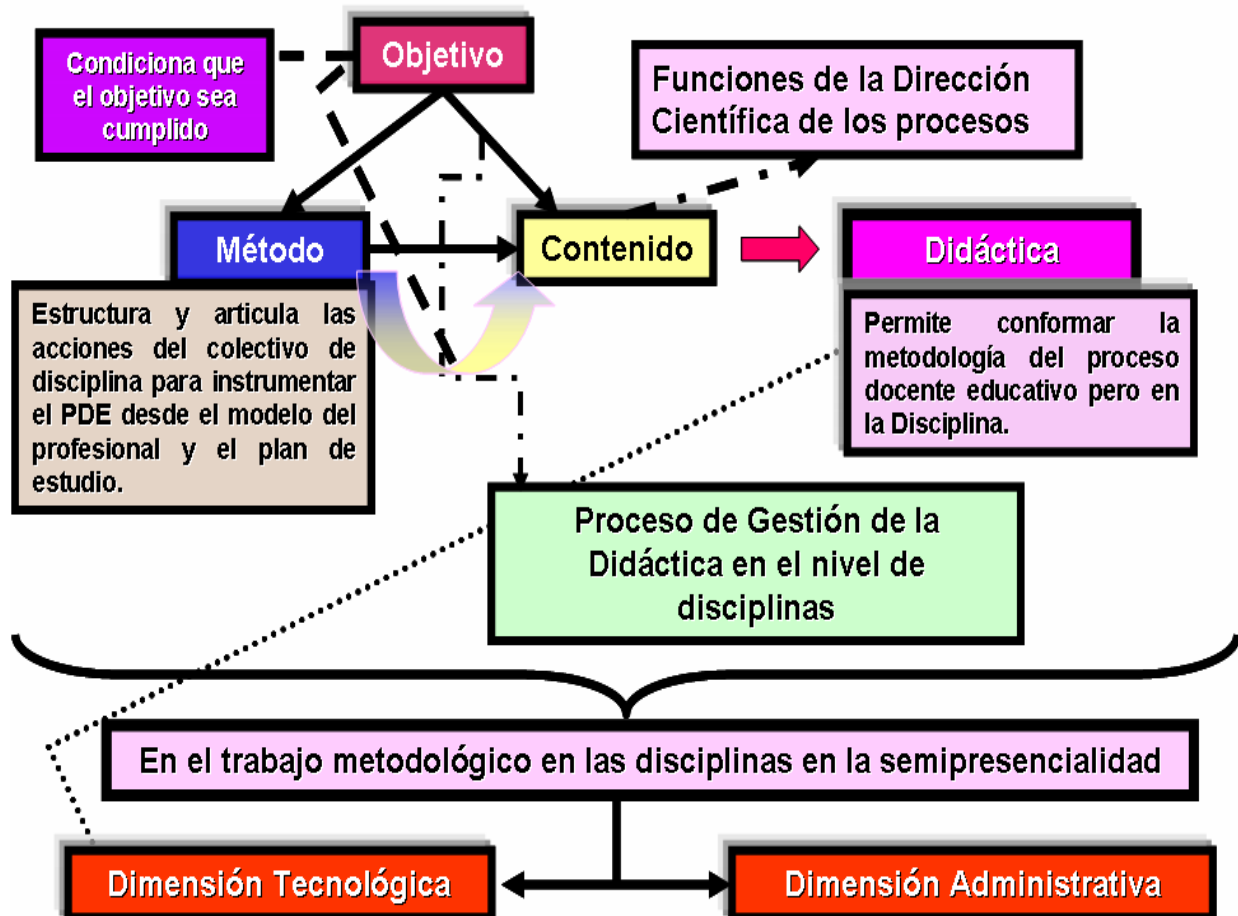 Objetivo
Condiciona que
el objetivo sea
cumplido
Funciones de la Dirección
Científica de los procesos
Método
Contenido
Didáctica
Estructura y articula las
acciones del colectivo de
disciplina para instrumentar
el PDE desde el modelo del
profesional y el plan de
estudio.
Permite conformar la
metodología del proceso
docente educativo pero en
la Disciplina.
Proceso de Gestión de la
Didáctica en el nivel de
disciplinas
En el trabajo metodológico en las disciplinas en la semipresencialidad
Dimensión Tecnológica
Dimensión Administrativa